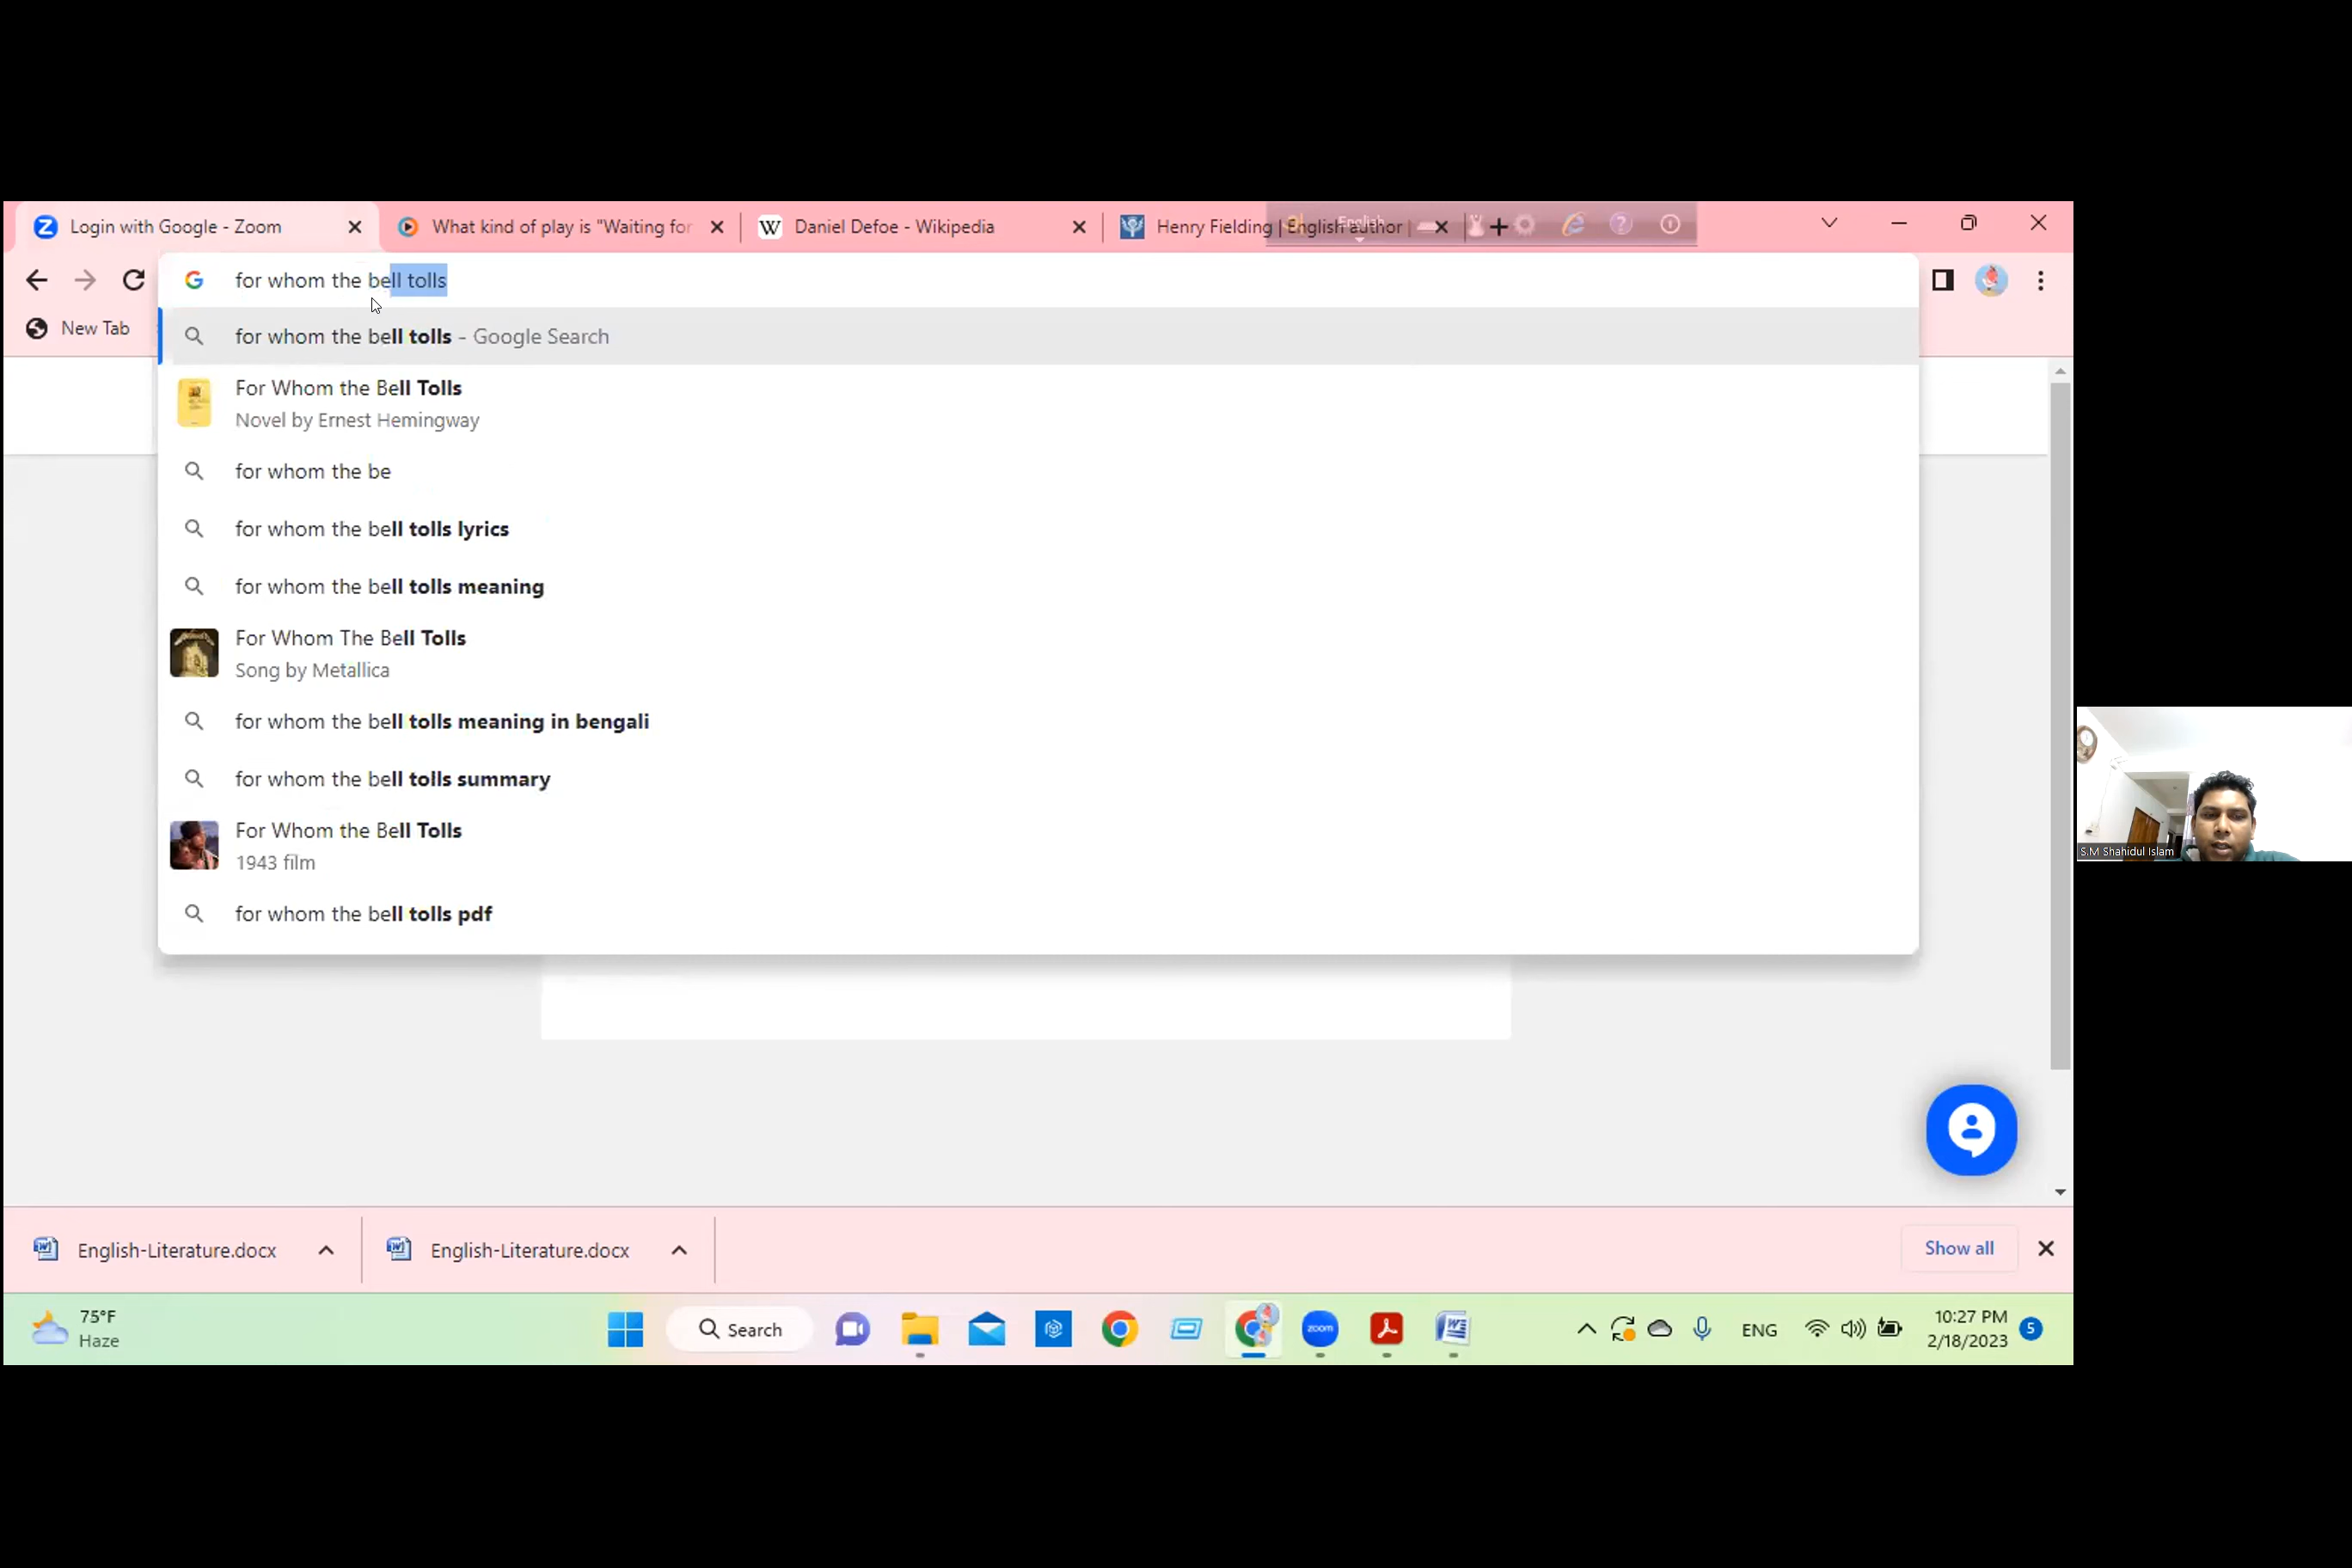 Login with Google - Zoom
What kind of play is "Waiting for
Daniel Defoe - Wikipedia
Henry Fielding | English author |
English
for whom the bell tolls
New Tab
for whom the bell tolls - Google Search
For Whom the Bell Tolls
Novel by Ernest Hemingway
for whom the be
for whom the bell tolls lyrics
for whom the bell tolls meaning
For Whom The Bell Tolls
Song by Metallica
for whom the bell tolls meaning in bengali
for whom the bell tolls summary
For Whom the Bell Tolls
1943 film
for whom the bell tolls pdf
S.M Shahidul Islam
English-Literature.docx
English-Literature.docx
Show all
75°F
Haze
Search
zoom
ENG
10:27 PM
2/18/2023
5